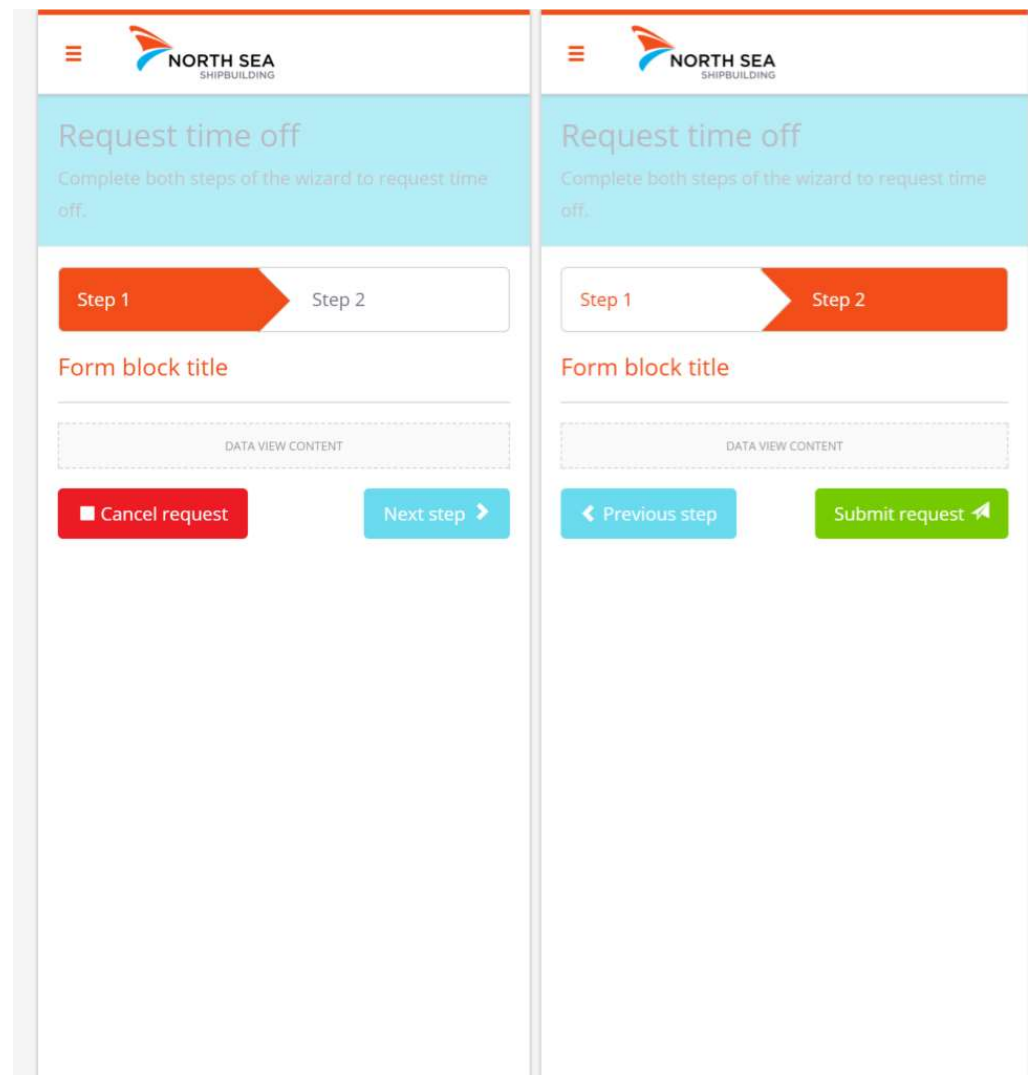 NORTH SEA
SHIPBUILDING
Request time off
Complete both steps of the wizard to request time
off.
Step 1
Step 2
Form block title
DATA VIEW CONTENT
Cancel request
Next step
NORTH SEA
SHIPBUILDING
Request time off
Complete both steps of the wizard to request time
off.
Step 1
Step 2
Form block title
DATA VIEW CONTENT
Previous step
Submit request